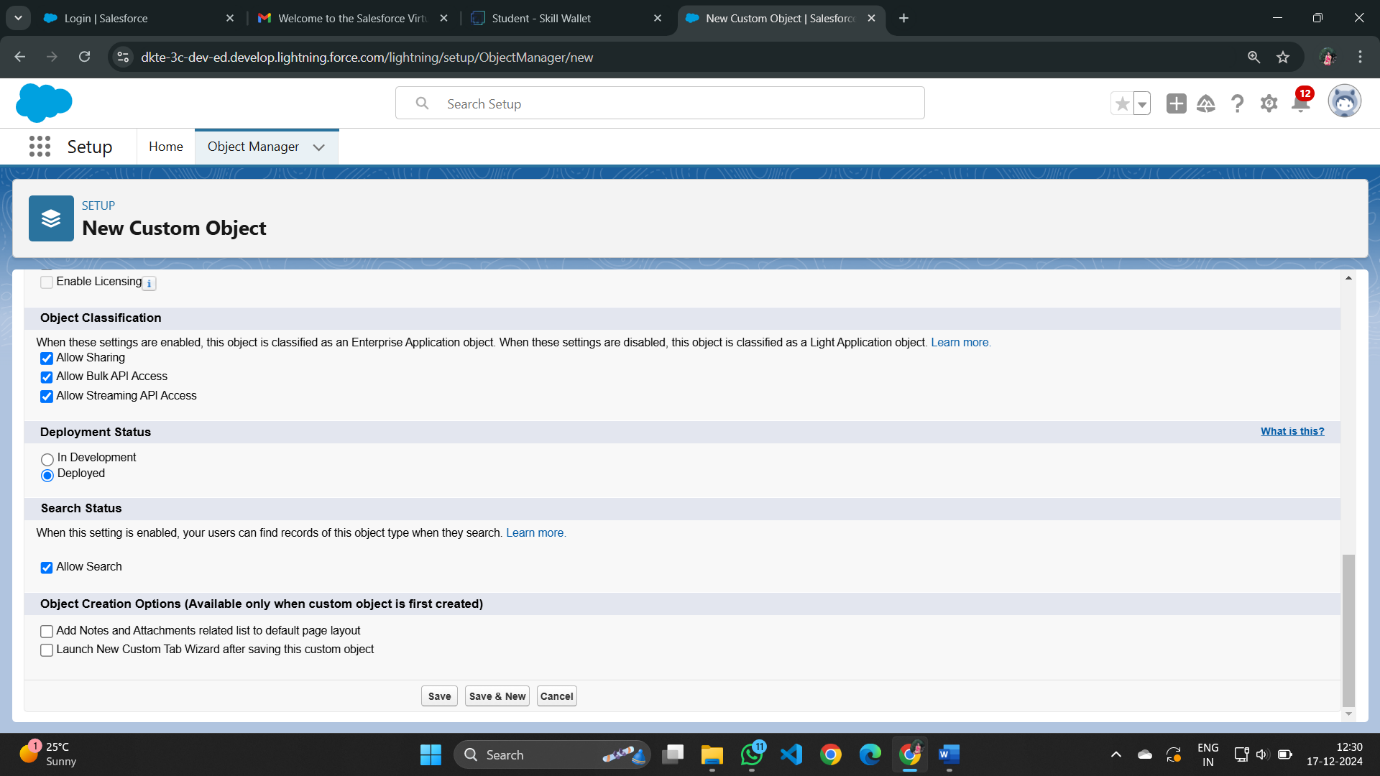 Login | Salesforce
Welcome to the Salesforce Virtu
Student - Skill Wallet
New Custom Object | Salesforce
dkte-3c-dev-ed.develop.lightning.force.com/lightning/setup/ObjectManager/new
Search Setup
12
Setup
Home
Object Manager
SETUP
New Custom Object
Enable Licensing
i
Object Classification
When these settings are enabled, this object is classified as an Enterprise Application object. When these settings are disabled, this object is classified as a Light Application object. Learn more.
Allow Sharing
Allow Bulk API Access
Allow Streaming API Access
Deployment Status
What is this?
In Development
Deployed
Search Status
When this setting is enabled, your users can find records of this object type when they search. Learn more.
Allow Search
Object Creation Options (Available only when custom object is first created)
Add Notes and Attachments related list to default page layout
Launch New Custom Tab Wizard after saving this custom object
Save
Save & New
Cancel
1
25°C
Sunny
Search
11
ENG
IN
12:30
17-12-2024